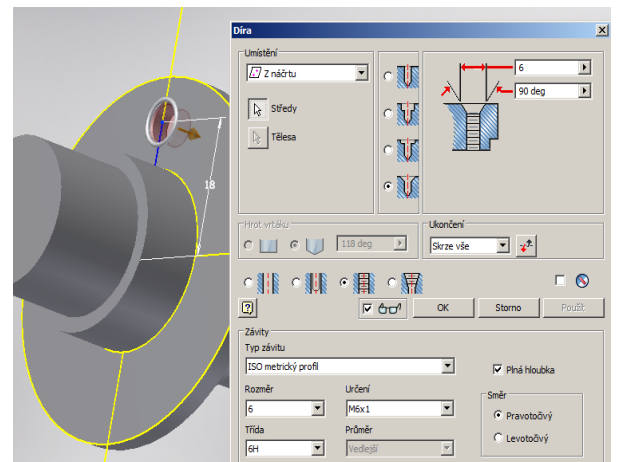 Díra
Umístění
Z náčrtu
Středy
Tělesa
6
90 deg
18
Hrot vrtáku
118 deg
Ukončení
Skrze vše
OK
Storno
Použít
Závity
Typ závitu
ISO metrický profil
Plná hloubka
Rozměr
Určení
6
M6x1
Třída
Průměr
6H
Vedlejší
Směr
Pravotočivý
Levotočivý